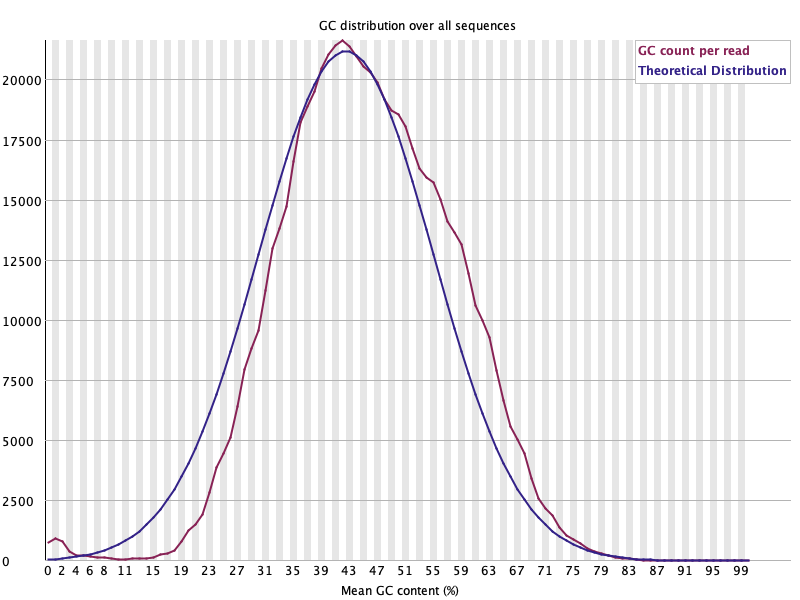 GC distribution over all sequences
GC count per read
Theoretical Distribution
20000
17500
15000
12500
10000
7500
5000
2500
0
0 2 4 6 8 11 15 19 23 27 31 35 39 43 47 51 55 59 63 67 71 75 79 83 87 91 95 99
Mean GC content (%)